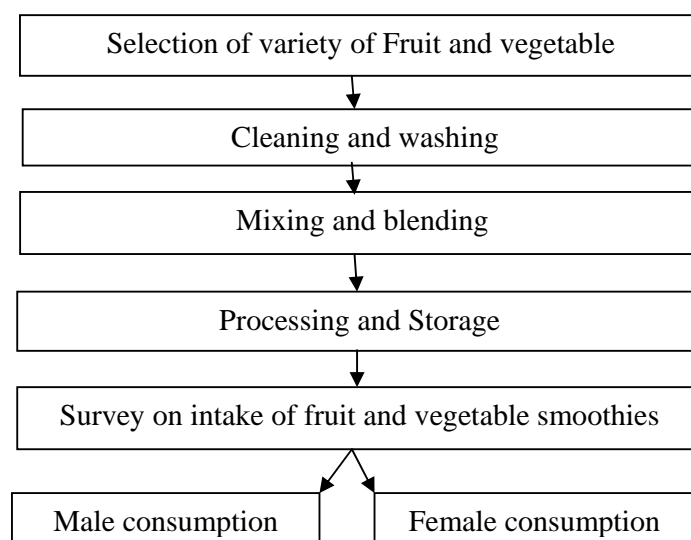 Selection of variety of Fruit and vegetable
Cleaning and washing
Mixing and blending
Processing and Storage
Survey on intake of fruit and vegetable smoothies
Male consumption
Female consumption